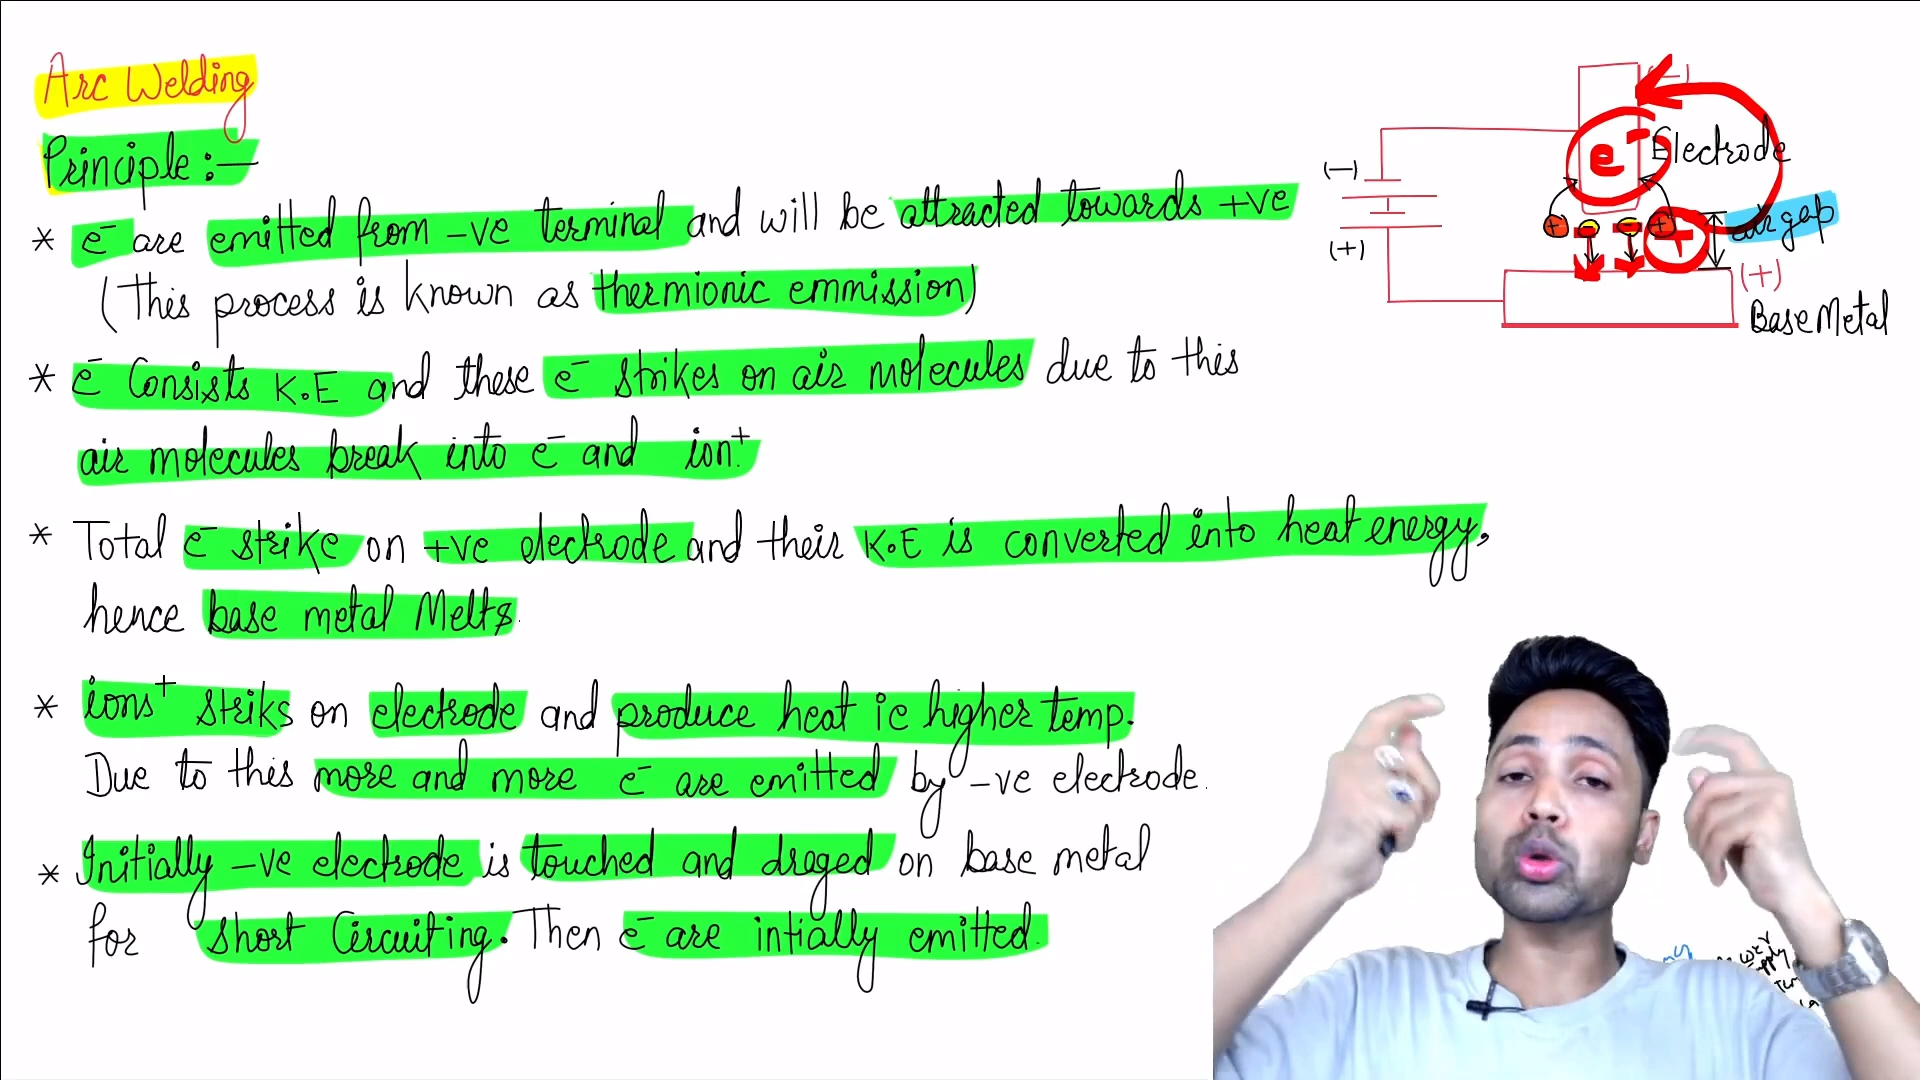 Arc Welding
Principle :-
* e⁻ are emitted from -ve terminal and will be attracted towards +ve
(This process is known as thermionic emmission)
* e⁻ Consists K.E and these e⁻ strikes on air molecules due to this
air molecules break into e⁻ and ion⁺.
* Total e⁻ strike on +ve electrode and their K.E is converted into heat energy,
hence base metal Melts.
* ions⁺ striks on electrode and produce heat ie higher temp.
Due to this more and more e⁻ are emitted by -ve electrode.
* Initially -ve electrode is touched and draged on base metal
for short Circuiting. Then e⁻ are intially emitted.
(-)
e⁻ Electrode
(-)
+ - - + +
air gap
(+)
(+)
Base Metal